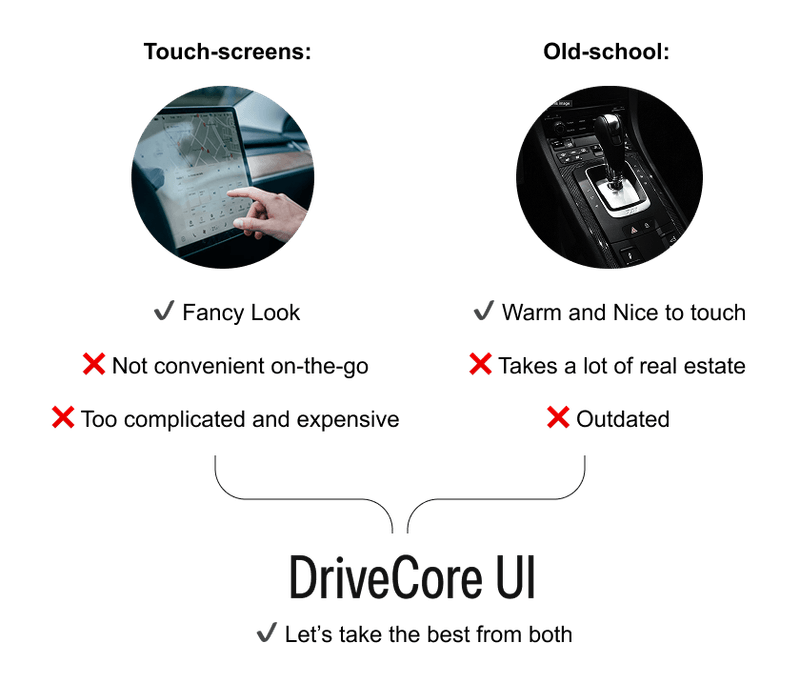 Touch-screens:
Old-school:
✓ Fancy Look
❌ Not convenient on-the-go
❌ Too complicated and expensive
✓ Warm and Nice to touch
❌ Takes a lot of real estate
❌ Outdated
DriveCore UI
✓ Let’s take the best from both